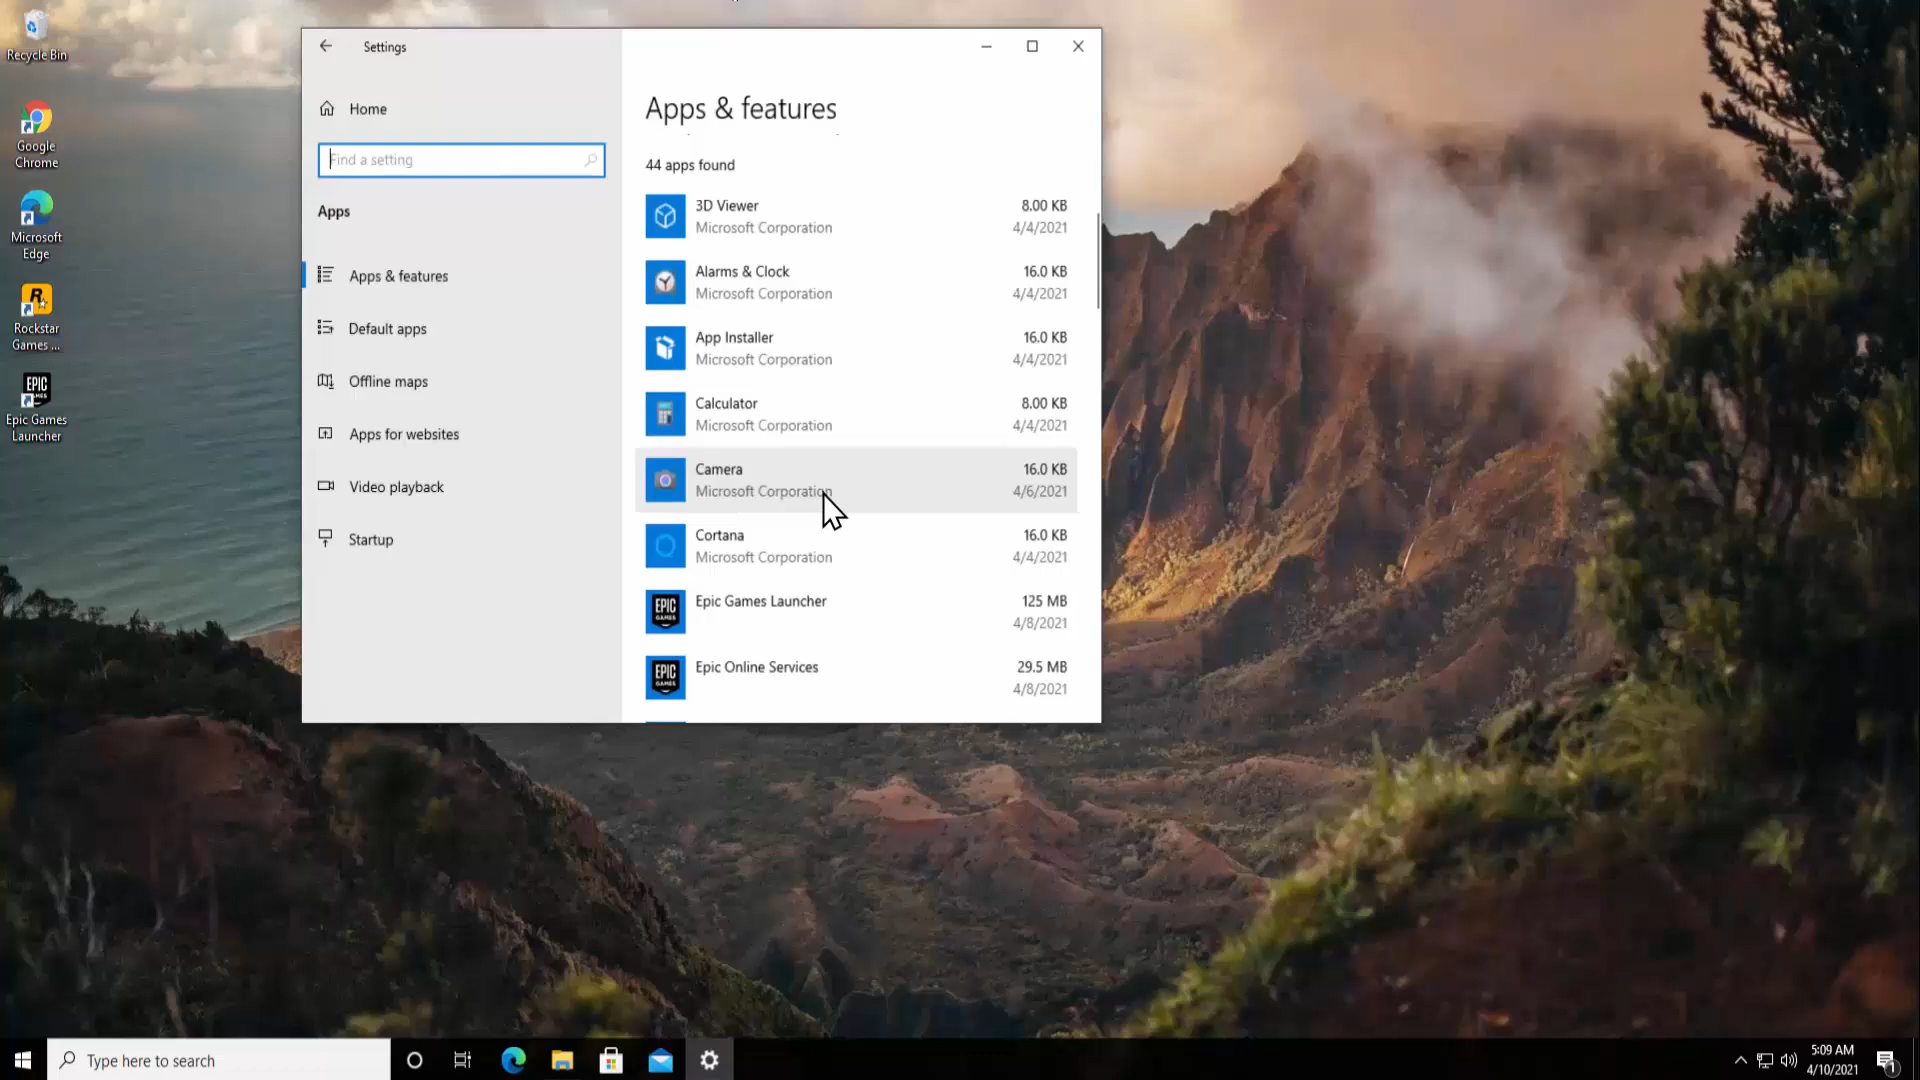 Recycle Bin
Google
Chrome
Microsoft
Edge
Rockstar
Games ...
Epic Games
Launcher
Settings
Home
Find a setting
Apps
Apps & features
Default apps
Offline maps
Apps for websites
Video playback
Startup
Apps & features
44 apps found
3D Viewer 8.00 KB
Microsoft Corporation 4/4/2021
Alarms & Clock 16.0 KB
Microsoft Corporation 4/4/2021
App Installer 16.0 KB
Microsoft Corporation 4/4/2021
Calculator 8.00 KB
Microsoft Corporation 4/4/2021
Camera 16.0 KB
Microsoft Corporation 4/6/2021
Cortana 16.0 KB
Microsoft Corporation 4/4/2021
EPIC
GAMES
Epic Games Launcher 125 MB
4/8/2021
EPIC
GAMES
Epic Online Services 29.5 MB
4/8/2021
Type here to search
5:09 AM
4/10/2021
1